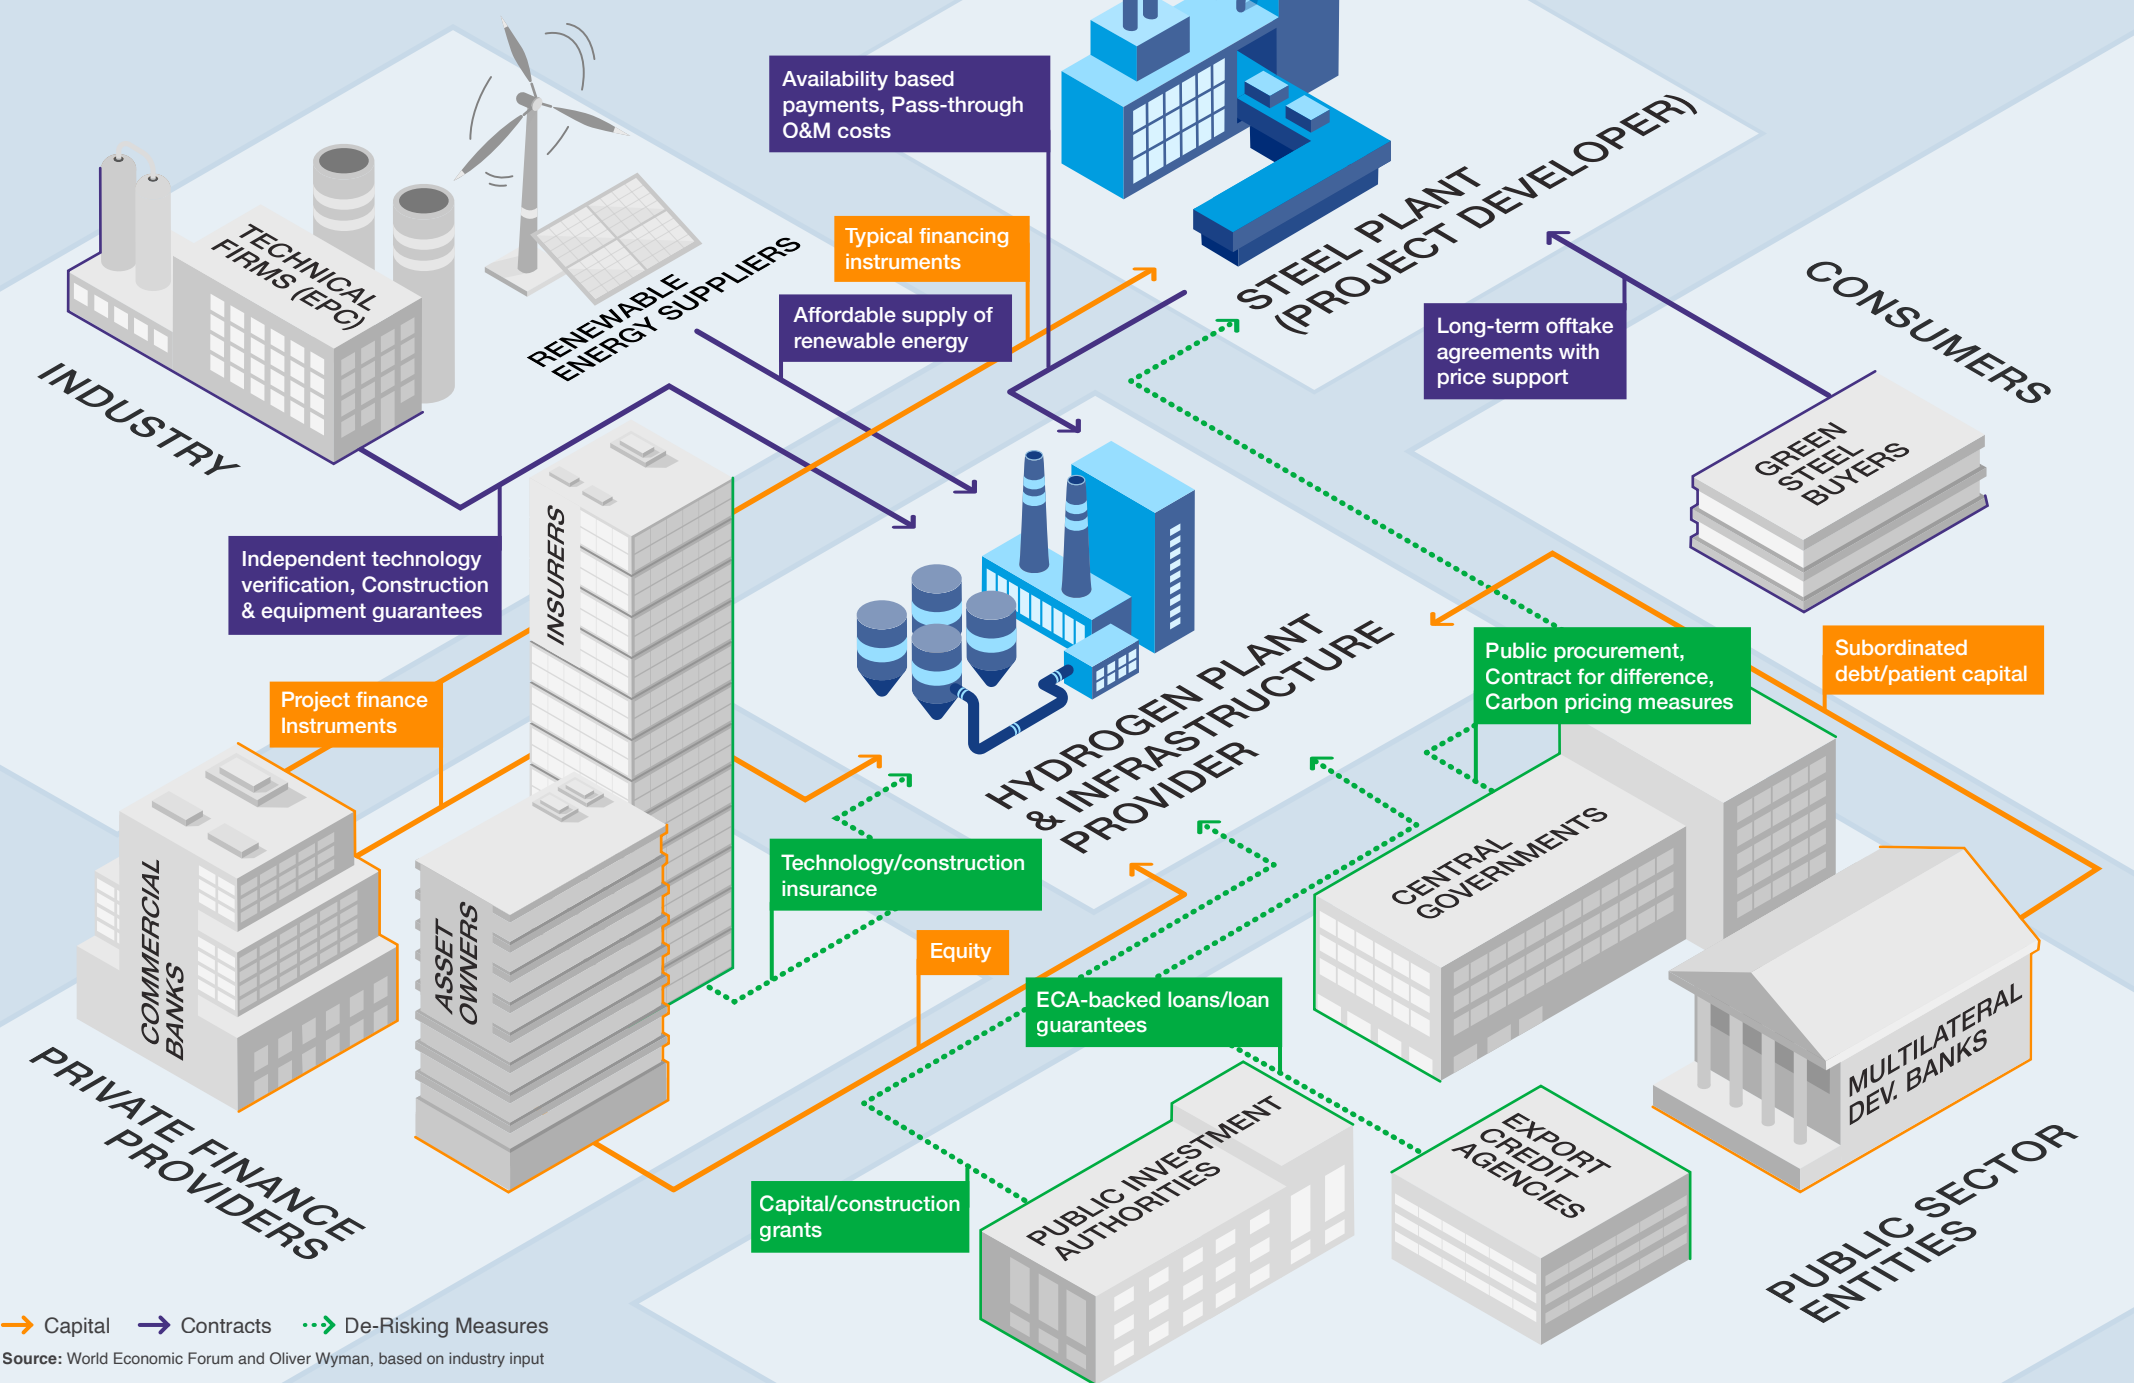 Availability based
payments, Pass-through
O&M costs
STEEL PLANT
(PROJECT DEVELOPER)
TECHNICAL
FIRMS (EPC)
RENEWABLE
ENERGY SUPPLIERS
INDUSTRY
Typical financing
instruments
Affordable supply of
renewable energy
CONSUMERS
Long-term offtake
agreements with
price support
GREEN
STEEL
BUYERS
Independent technology
verification, Construction
& equipment guarantees
INSURERS
HYDROGEN PLANT
& INFRASTRUCTURE
PROVIDER
Public procurement,
Contract for difference,
Carbon pricing measures
Subordinated
debt/patient capital
Project finance
Instruments
COMMERCIAL
BANKS
ASSET
OWNERS
Technology/construction
insurance
CENTRAL
GOVERNMENTS
Equity
ECA-backed loans/loan
guarantees
MULTILATERAL
DEV. BANKS
PRIVATE FINANCE
PROVIDERS
Capital/construction
grants
PUBLIC INVESTMENT
AUTHORITIES
EXPORT
CREDIT
AGENCIES
PUBLIC SECTOR
ENTITIES
Capital
Contracts
De-Risking Measures
Source: World Economic Forum and Oliver Wyman, based on industry input